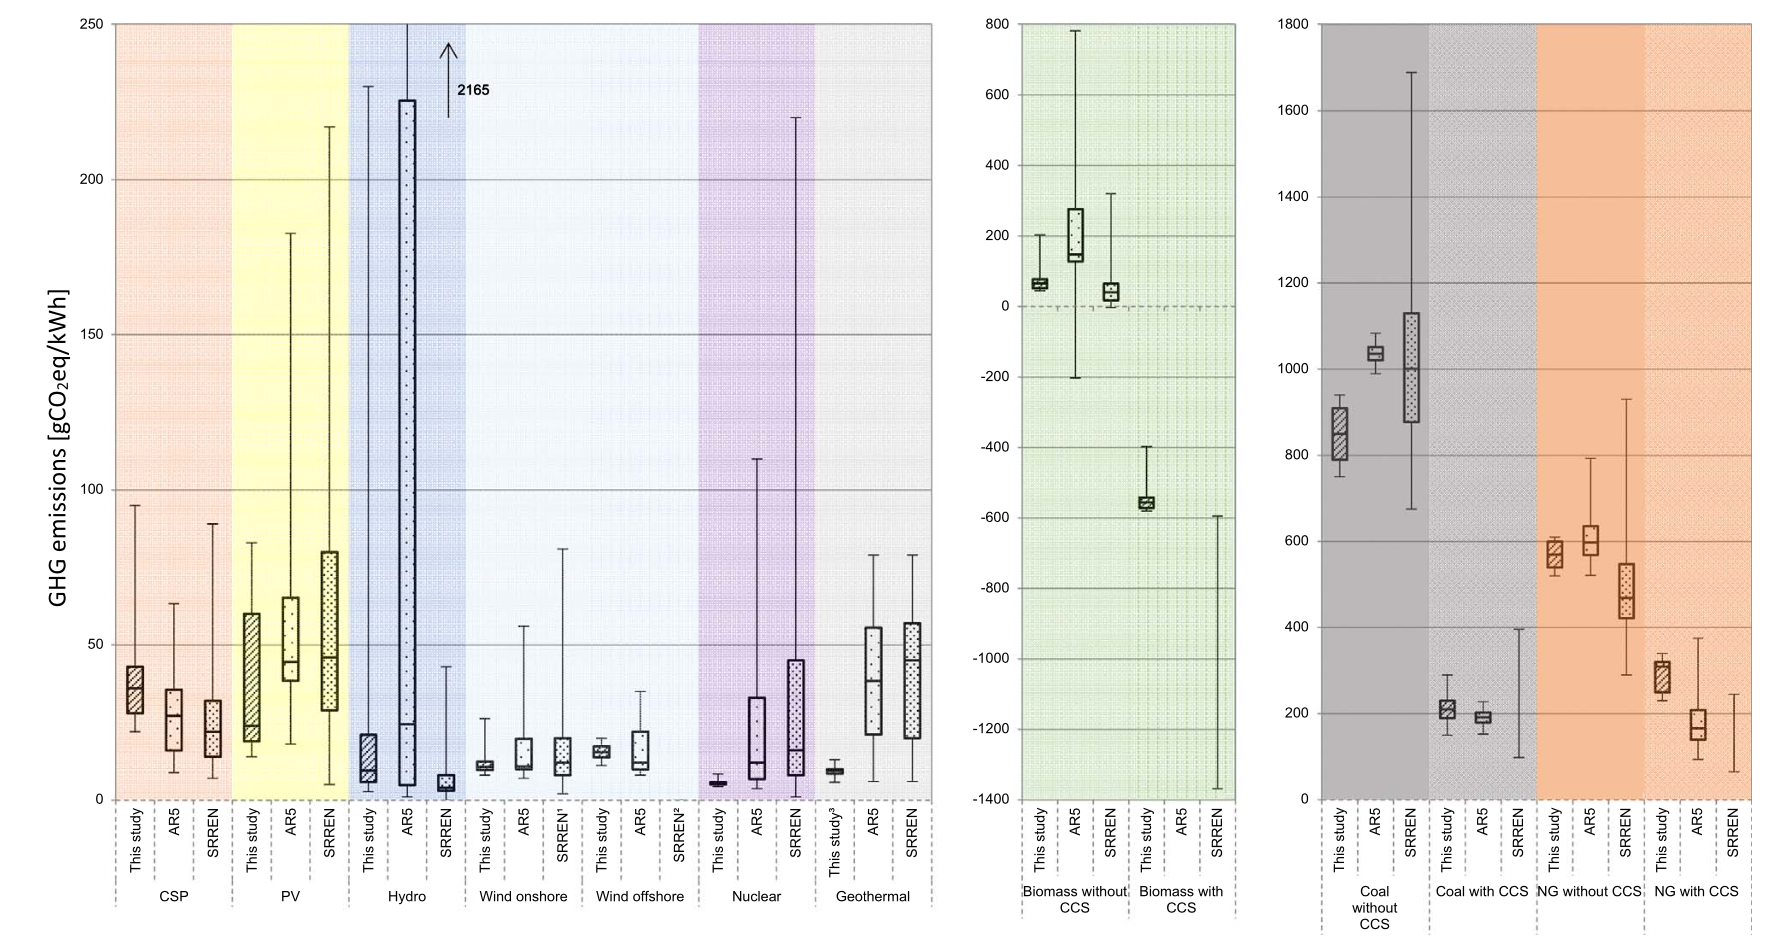 GHG emissions [gCO₂eq/kWh]
250
200
150
100
50
0
2165
This study
AR5
SRREN
This study
AR5
SRREN
This study
AR5
SRREN
This study
AR5
SRREN¹
This study
AR5
SRREN²
This study
AR5
SRREN
This study³
AR5
SRREN
CSP
PV
Hydro
Wind onshore
Wind offshore
Nuclear
Geothermal
800
600
400
200
0
-200
-400
-600
-800
-1000
-1200
-1400
This study
AR5
SRREN
This study
AR5
SRREN
Biomass without
CCS
Biomass with
CCS
1800
1600
1400
1200
1000
800
600
400
200
0
This study
AR5
SRREN
This study
AR5
SRREN
This study
AR5
SRREN
This study
AR5
SRREN
Coal
without
CCS
Coal with CCS
NG without CCS
NG with CCS